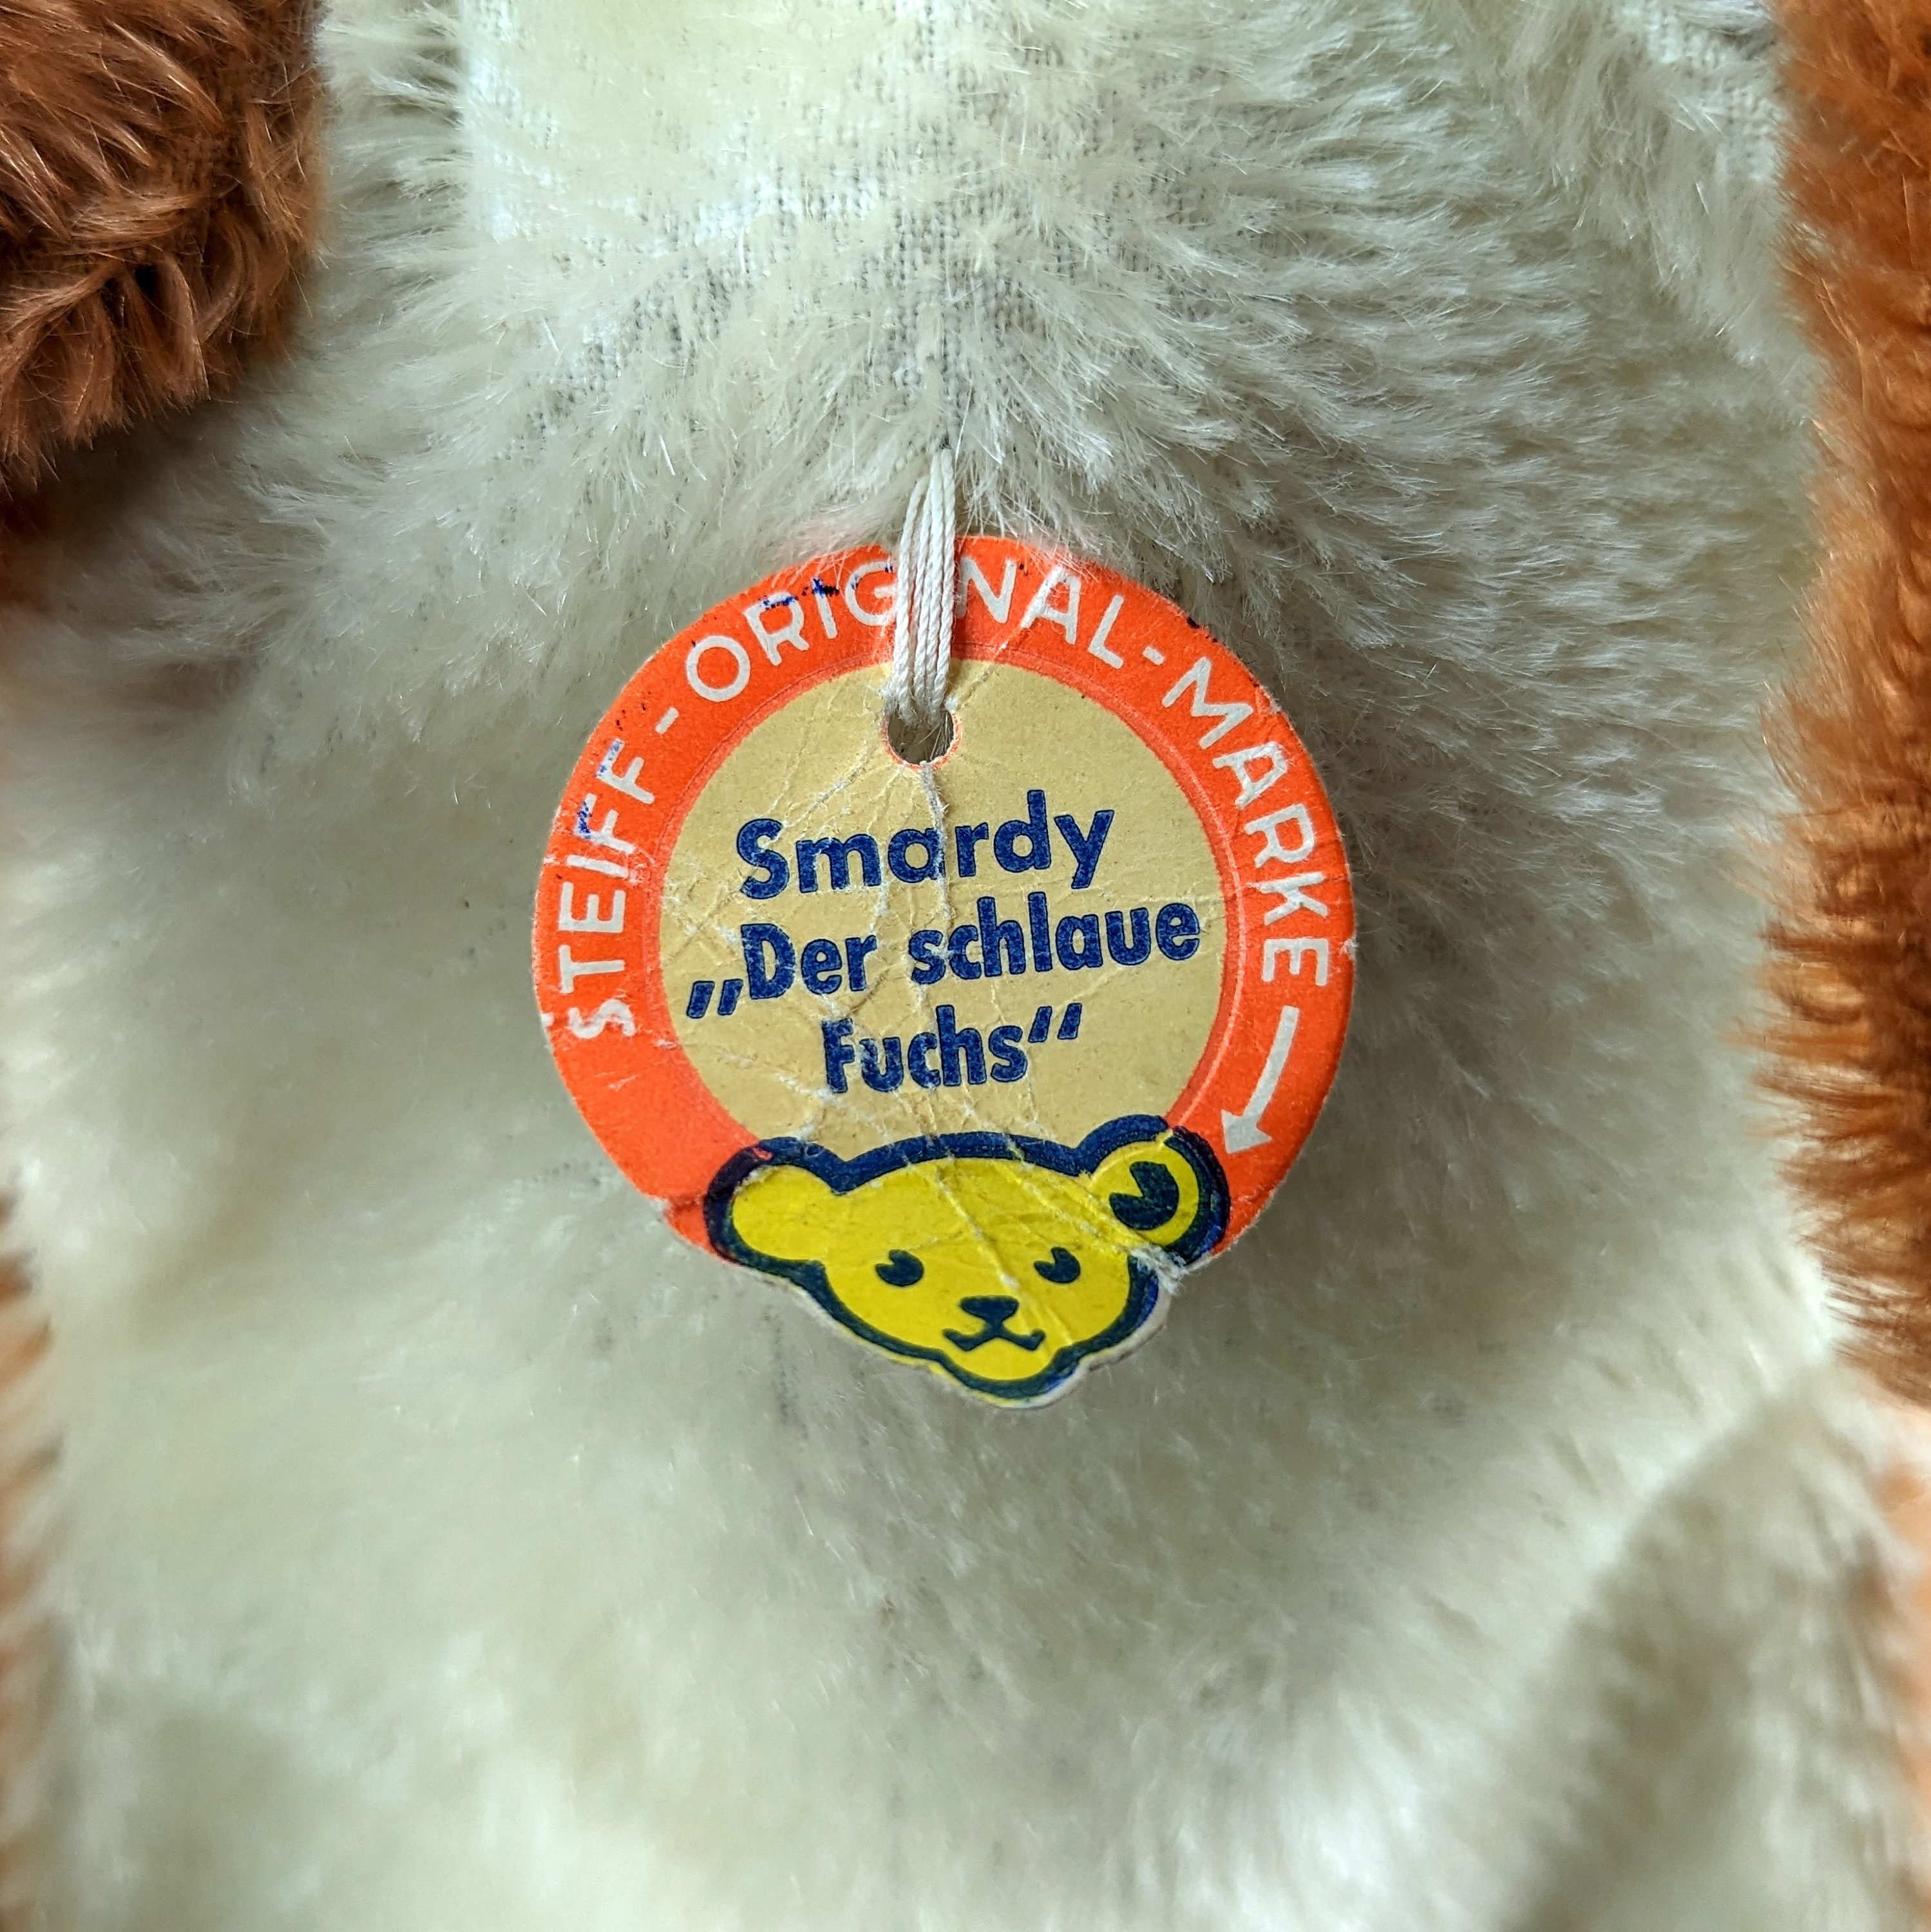 STEIFF-ORIGINAL-MARKE
Smardy
„Der schlaue
Fuchs“